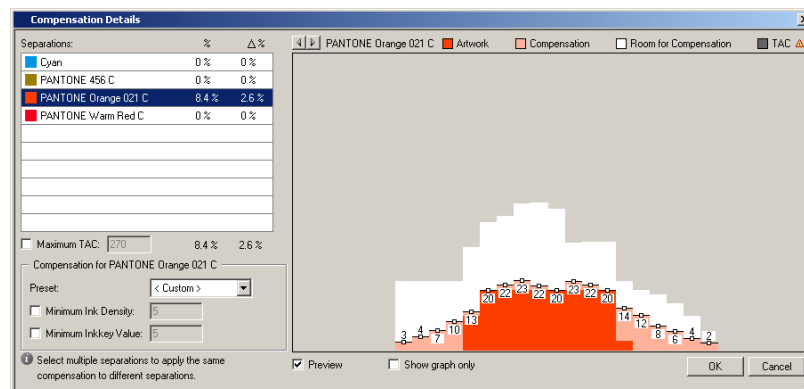 Compensation Details
Separations: % Δ%
◄ ► PANTONE Orange 021 C Artwork Compensation Room for Compensation TAC
Cyan 0 % 0 %
PANTONE 456 C 0 % 0 %
PANTONE Orange 021 C 8.4 % 2.6 %
PANTONE Warm Red C 0 % 0 %
Maximum TAC: 270 8.4 % 2.6 %
Compensation for PANTONE Orange 021 C
Preset: < Custom >
Minimum Ink Density: 5
Minimum Inkkey Value: 5
Select multiple separations to apply the same
compensation to different separations.
3 4 7 10 13 20 22 23 22 20 23 22 20 14 12 8 6 4 2
Preview Show graph only OK Cancel